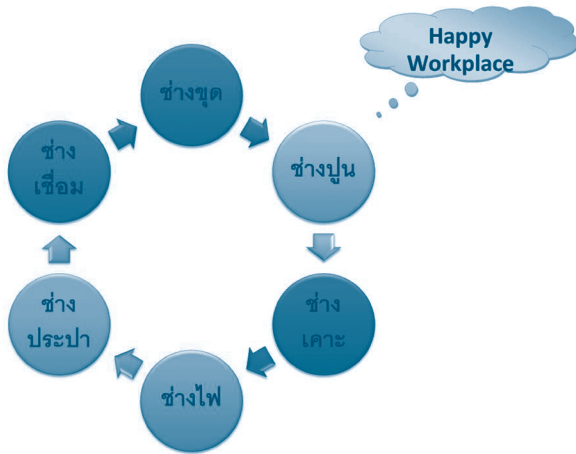 Happy
Workplace
ช่างขุด
ช่างปูน
ช่าง
เคาะ
ช่างไฟ
ช่าง
ประปา
ช่าง
เชื่อม